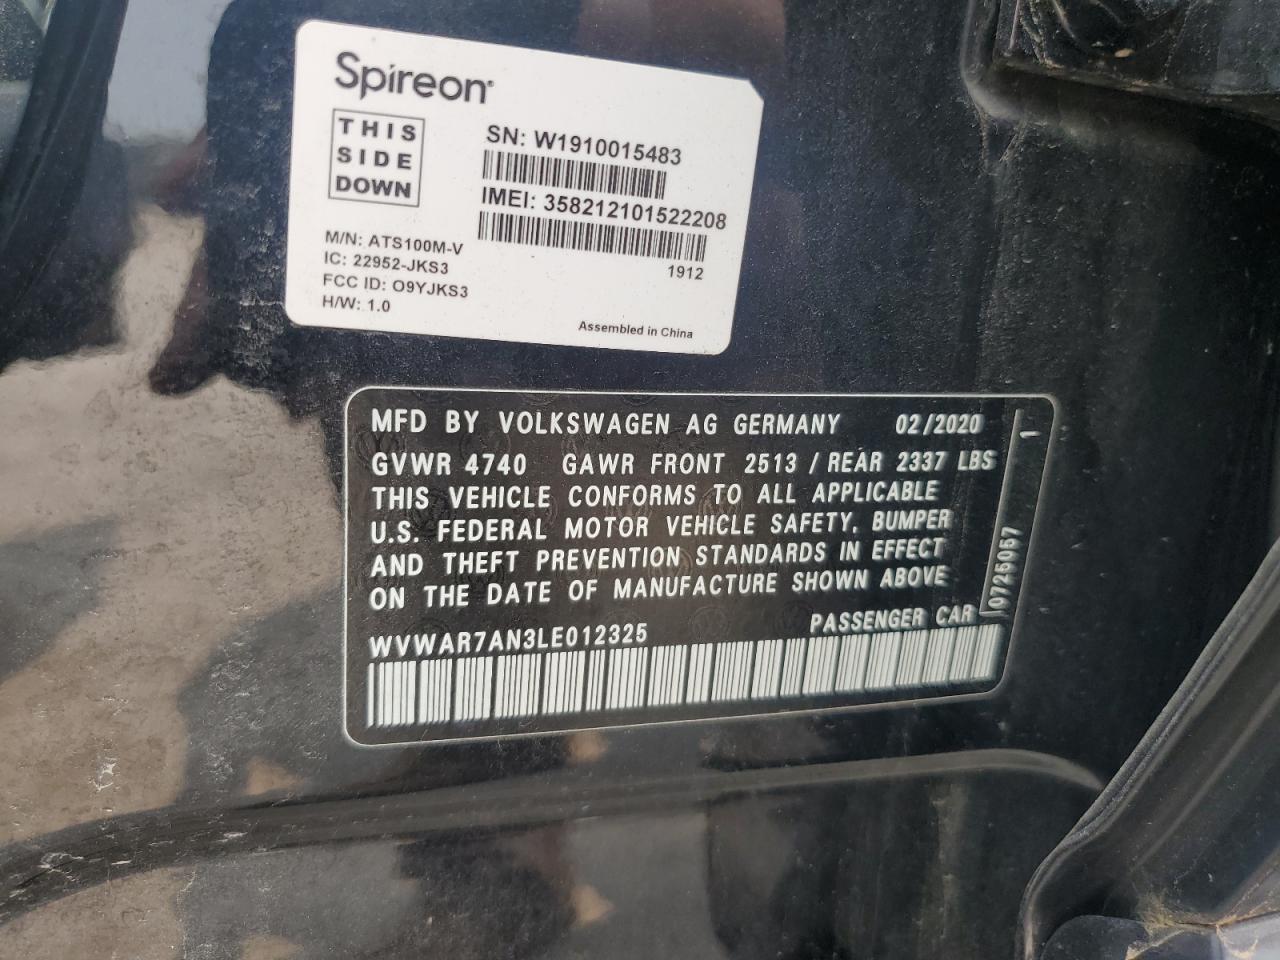 Spireon
THIS
SIDE
DOWN
SN: W1910015483
IMEI: 358212101522208
1912
M/N: ATS100M-V
IC: 22952-JKS3
FCC ID: O9YJKS3
H/W: 1.0
Assembled in China
MFD BY VOLKSWAGEN AG GERMANY 02/2020
GVWR 4740 GAWR FRONT 2513 / REAR 2337 LBS
THIS VEHICLE CONFORMS TO ALL APPLICABLE
U.S. FEDERAL MOTOR VEHICLE SAFETY, BUMPER
AND THEFT PREVENTION STANDARDS IN EFFECT
ON THE DATE OF MANUFACTURE SHOWN ABOVE
WVWAR7AN3LE012325 PASSENGER CAR
0725057
1